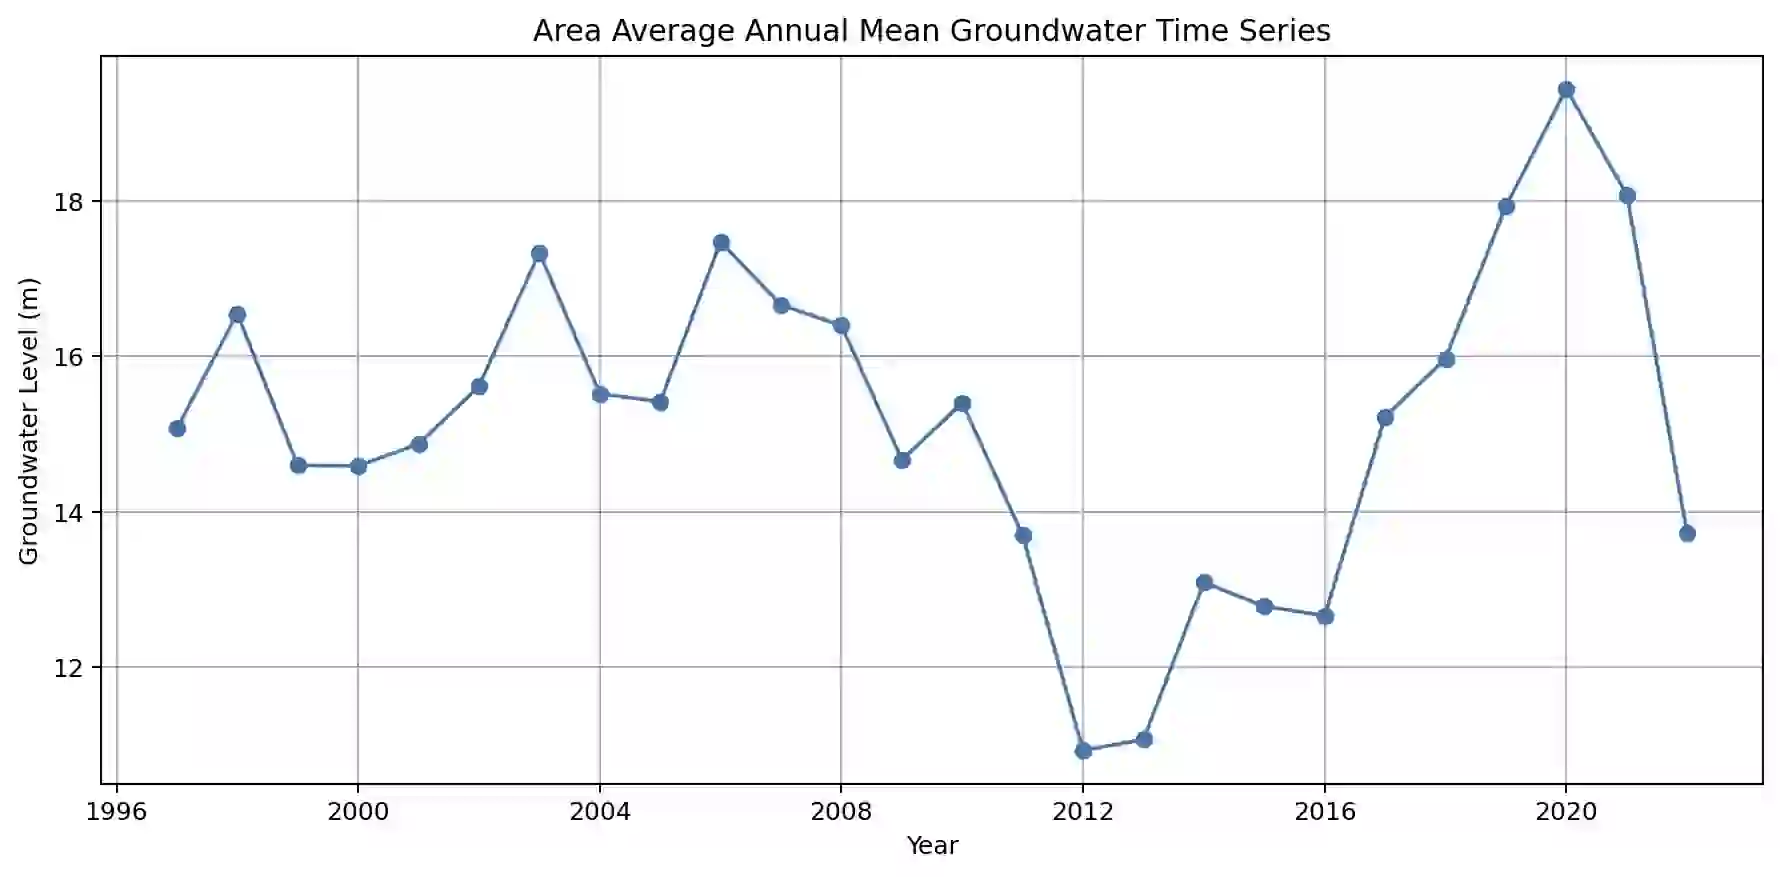 Area Average Annual Mean Groundwater Time Series
Groundwater Level (m)
18
16
14
12
1996 2000 2004 2008 2012 2016 2020
Year